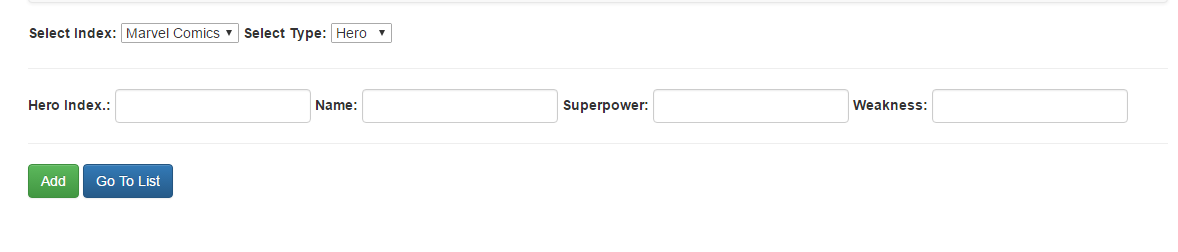 Select Index: Marvel Comics Select Type: Hero
Hero Index.: Name: Superpower: Weakness:
Add Go To List